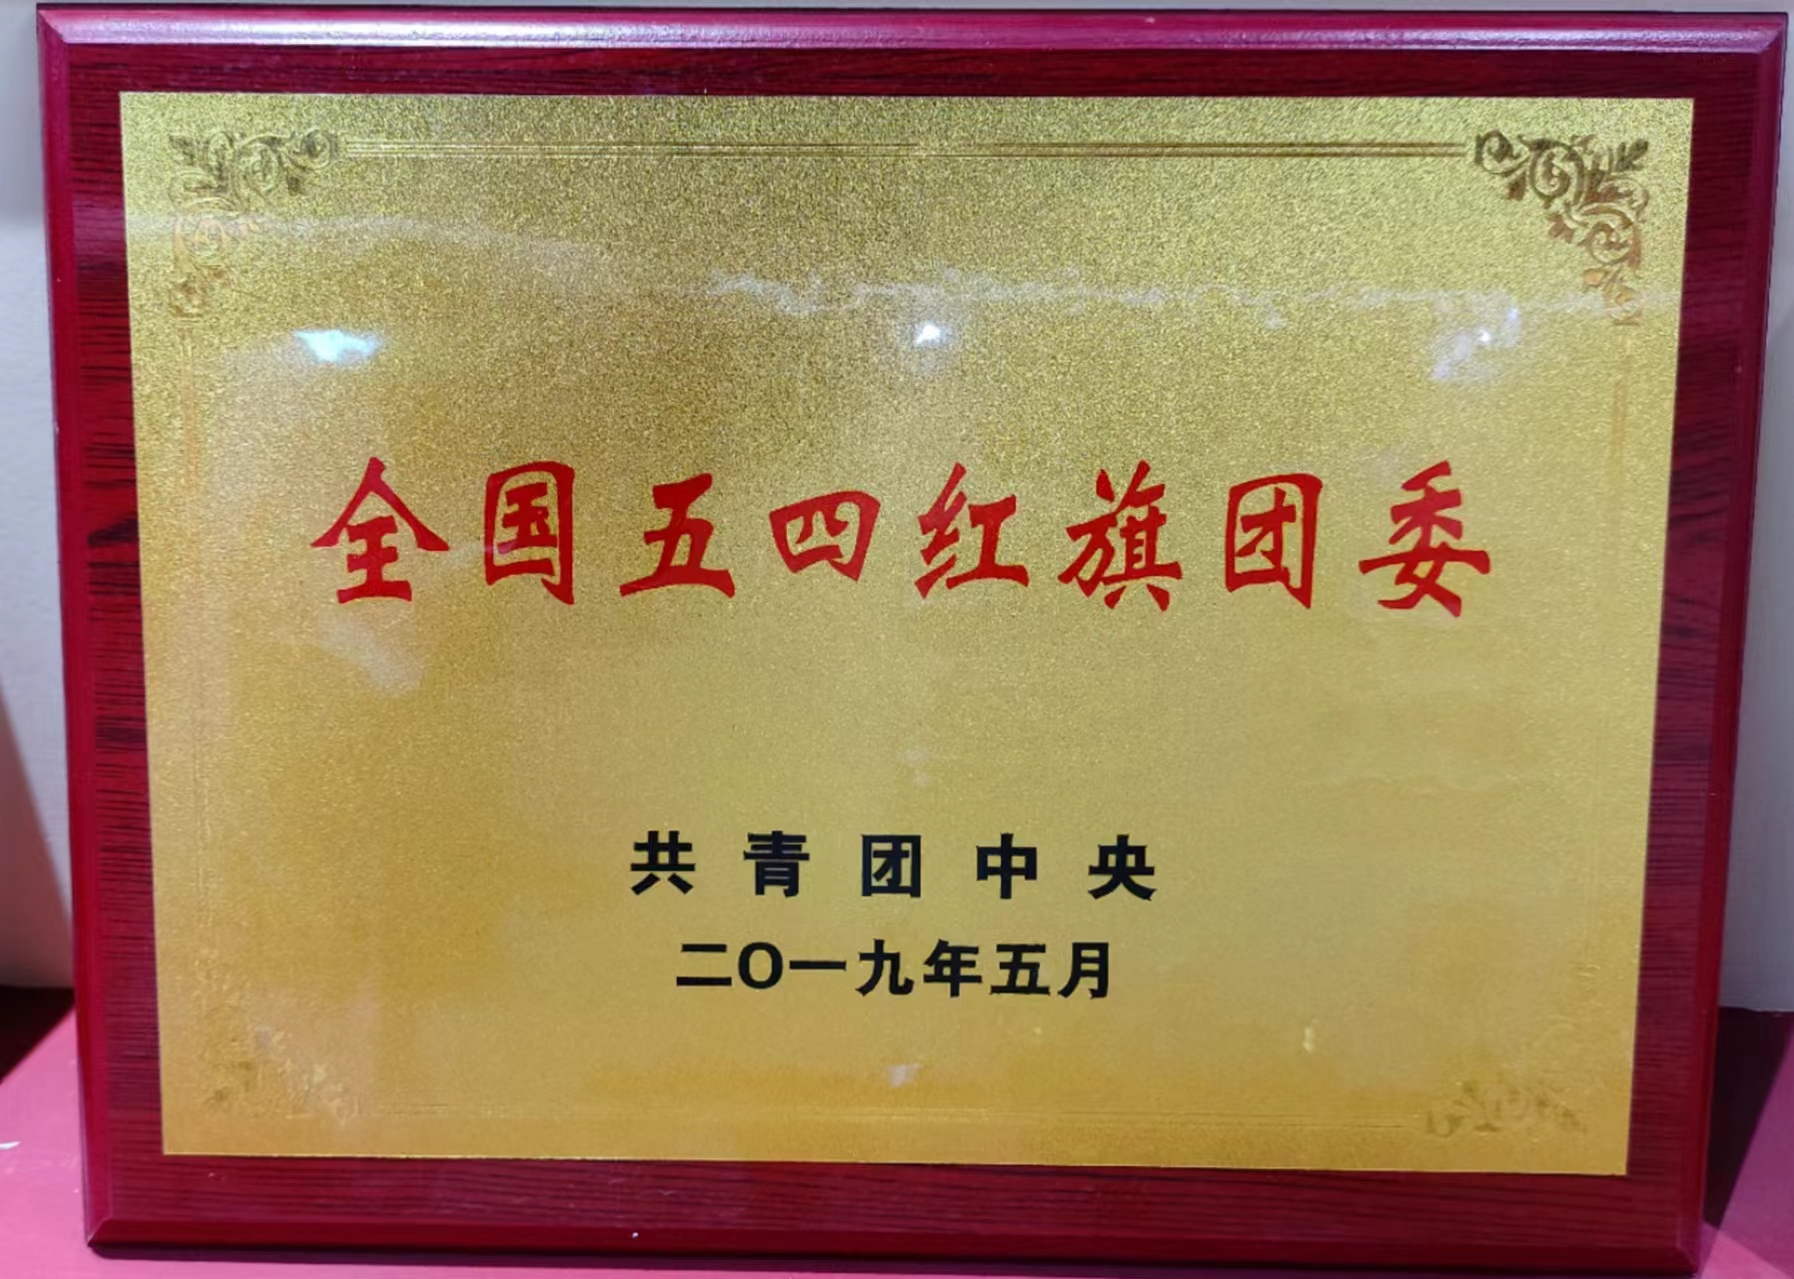 全国五四红旗团委
共青团中央
二〇一九年五月